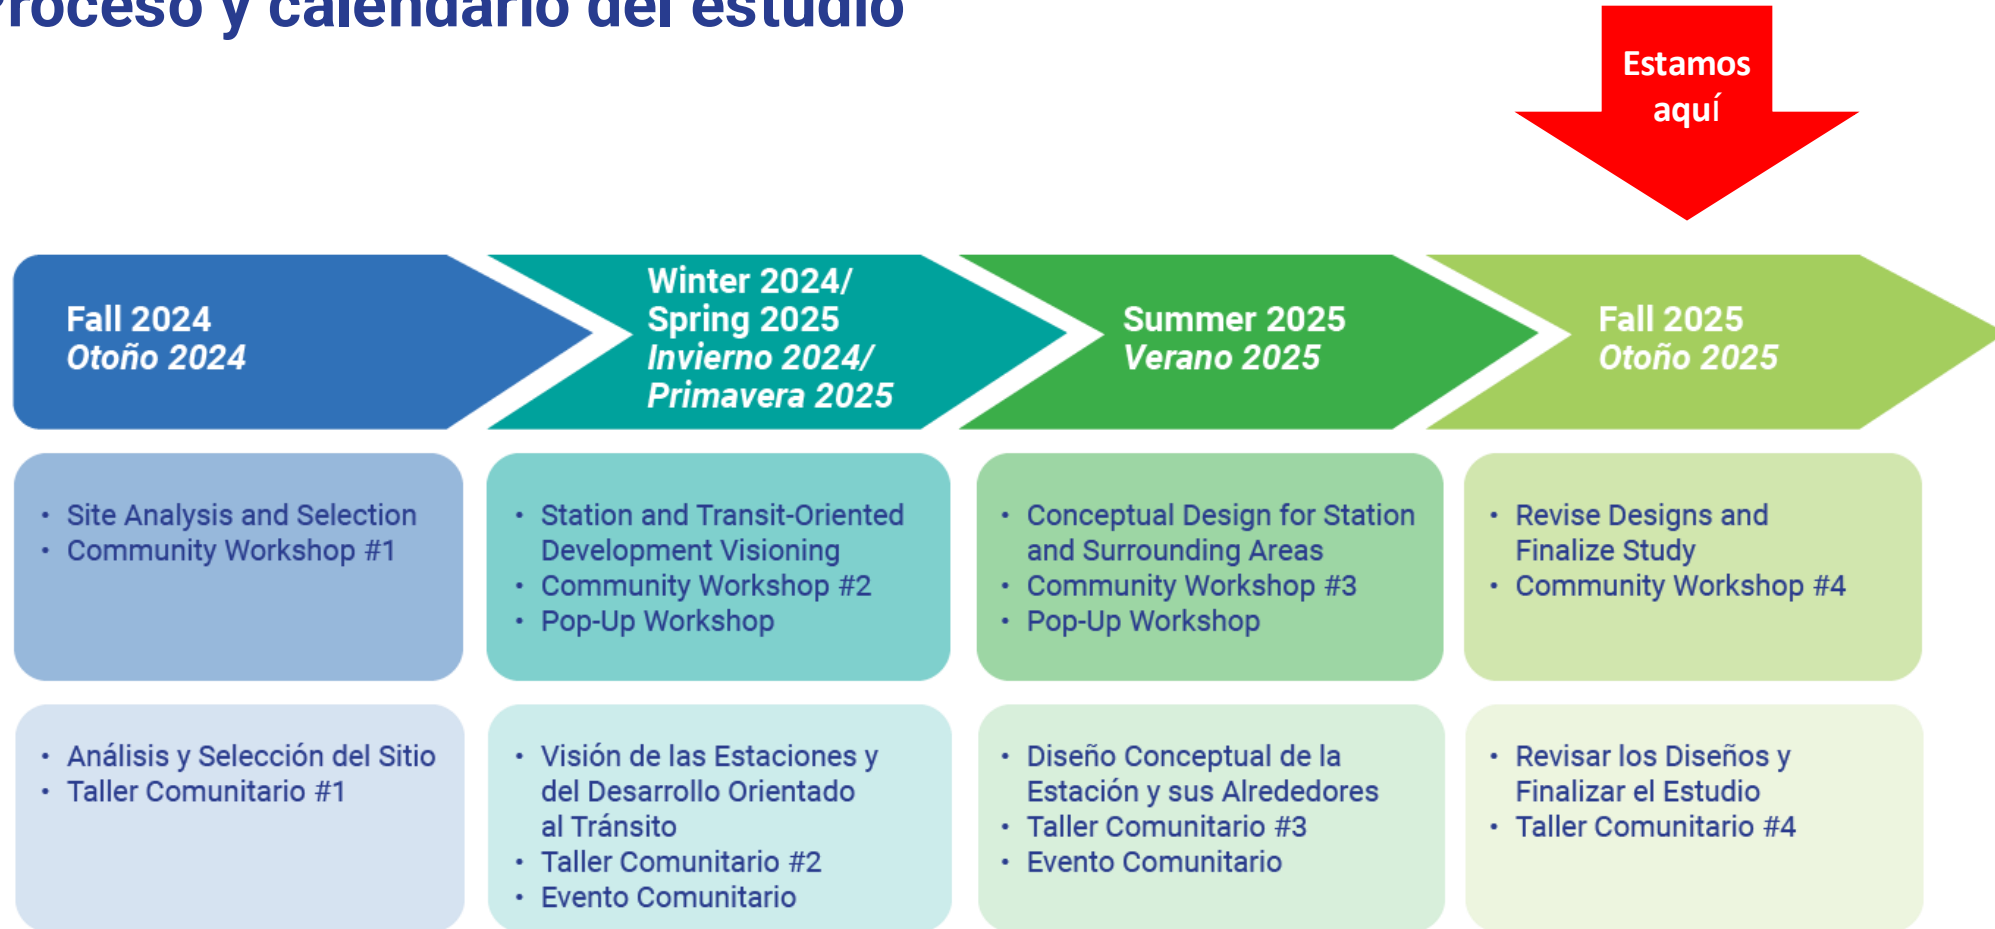 Proceso y calendario del estudio
Estamos
aquí
Fall 2024
Otoño 2024
Winter 2024/
Spring 2025
Invierno 2024/
Primavera 2025
Summer 2025
Verano 2025
Fall 2025
Otoño 2025
• Site Analysis and Selection
• Community Workshop #1
• Station and Transit-Oriented
Development Visioning
• Community Workshop #2
• Pop-Up Workshop
• Conceptual Design for Station
and Surrounding Areas
• Community Workshop #3
• Pop-Up Workshop
• Revise Designs and
Finalize Study
• Community Workshop #4
• Análisis y Selección del Sitio
• Taller Comunitario #1
• Visión de las Estaciones y
del Desarrollo Orientado
al Tránsito
• Taller Comunitario #2
• Evento Comunitario
• Diseño Conceptual de la
Estación y sus Alrededores
• Taller Comunitario #3
• Evento Comunitario
• Revisar los Diseños y
Finalizar el Estudio
• Taller Comunitario #4